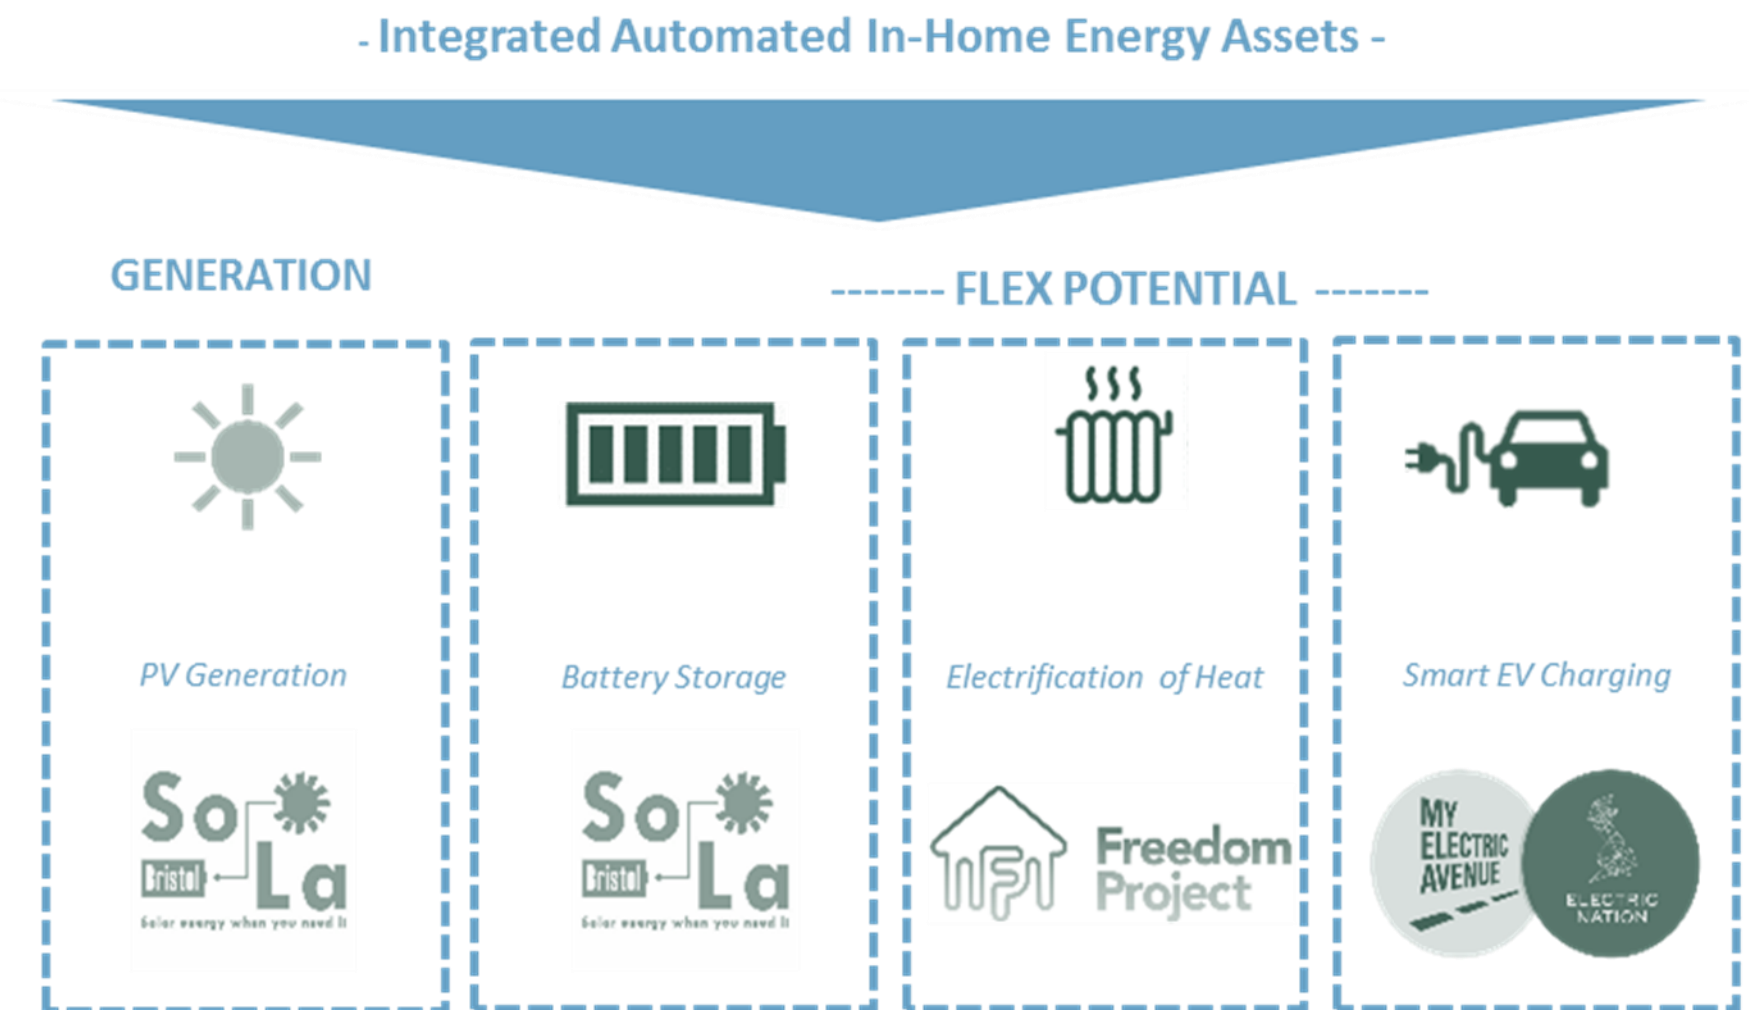 - Integrated Automated In-Home Energy Assets -
GENERATION
------- FLEX POTENTIAL -------
PV Generation
Battery Storage
Electrification of Heat
Smart EV Charging
So
Bristol
La
Solar energy when you need it
So
Bristol
La
Solar energy when you need it
Freedom
Project
MY
ELECTRIC
AVENUE
ELECTRIC
NATION